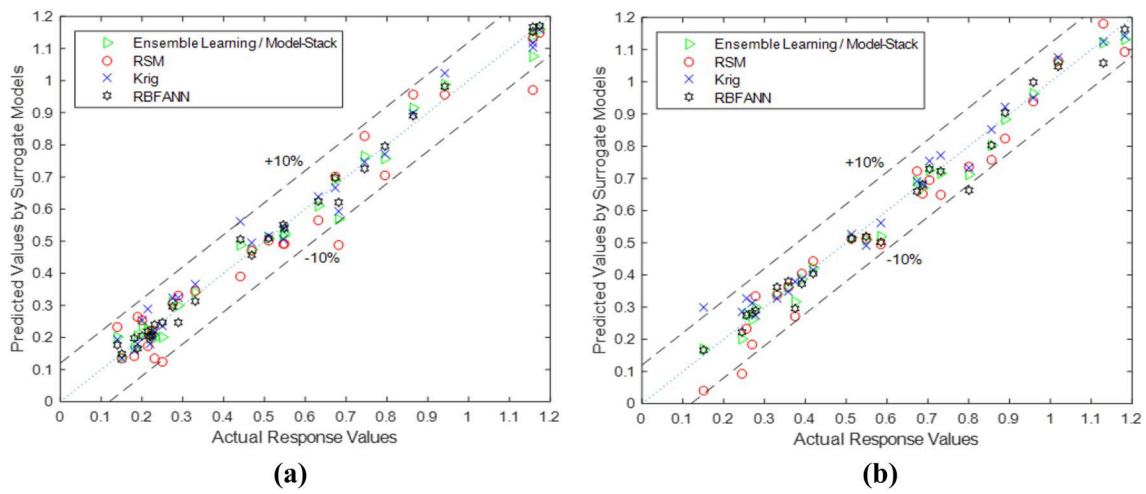 Predicted Values by Surrogate Models
1.2
1.1
1
0.9
0.8
0.7
0.6
0.5
0.4
0.3
0.2
0.1
0
Ensemble Learning / Model-Stack
RSM
Krig
RBFANN
+10%
-10%
0 0.1 0.2 0.3 0.4 0.5 0.6 0.7 0.8 0.9 1 1.1 1.2
Actual Response Values
(a)
Predicted Values by Surrogate Models
1.2
1.1
1
0.9
0.8
0.7
0.6
0.5
0.4
0.3
0.2
0.1
0
Ensemble Learning / Model-Stack
RSM
Krig
RBFANN
+10%
-10%
0 0.1 0.2 0.3 0.4 0.5 0.6 0.7 0.8 0.9 1 1.1 1.2
Actual Response Values
(b)